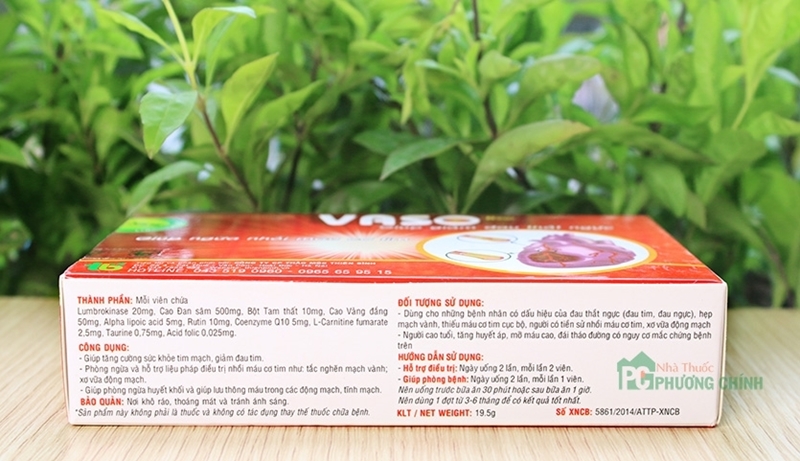 VASO
Giúp giảm đau thắt ngực
Giúp ngừa nhồi máu cơ tim
HOTLINE: 043 519 0980 - 0965 65 95 15
THÀNH PHẦN: Mỗi viên chứa
Lumbrokinase 20mg, Cao Đan sâm 500mg, Bột Tam thất 10mg, Cao Vàng đắng
50mg, Alpha lipoic acid 5mg, Rutin 10mg, Coenzyme Q10 5mg, L-Carnitine fumarate
2,5mg, Taurine 0,75mg, Acid folic 0,025mg.
CÔNG DỤNG:
- Giúp tăng cường sức khỏe tim mạch, giảm đau tim.
- Phòng ngừa và hỗ trợ liệu pháp điều trị nhồi máu cơ tim như: tắc nghẽn mạch vành;
xơ vữa động mạch.
- Giúp phòng ngừa huyết khối và giúp lưu thông máu trong các động mạch, tĩnh mạch.
BẢO QUẢN: Nơi khô ráo, thoáng mát và tránh ánh sáng.
*Sản phẩm này không phải là thuốc và không có tác dụng thay thế thuốc chữa bệnh.
ĐỐI TƯỢNG SỬ DỤNG:
- Dùng cho những bệnh nhân có dấu hiệu của đau thắt ngực (đau tim, đau ngực), hẹp
mạch vành, thiếu máu cơ tim cục bộ, người có tiền sử nhồi máu cơ tim, xơ vữa động mạch
- Người cao tuổi, tăng huyết áp, mỡ máu cao, đái tháo đường có nguy cơ mắc chứng bệnh
trên
HƯỚNG DẪN SỬ DỤNG:
- Hỗ trợ điều trị: Ngày uống 2 lần, mỗi lần 2 viên.
- Giúp phòng bệnh: Ngày uống 2 lần, mỗi lần 1 viên.
Nên uống trước bữa ăn 30 phút hoặc sau bữa ăn 1 giờ.
Nên dùng 1 đợt từ 3-6 tháng để có kết quả tốt nhất.
KLT / NET WEIGHT: 19.5g Số XNCB: 5861/2014/ATTP-XNCB
Nhà Thuốc
PC PHƯƠNG CHÍNH